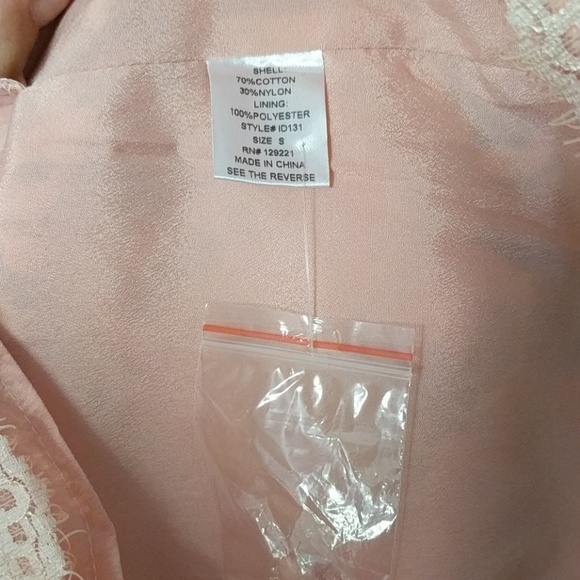 SHELL:
70%COTTON
30%NYLON
LINING:
100%POLYESTER
STYLE# ID131
SIZE S
RN# 129221
MADE IN CHINA
SEE THE REVERSE